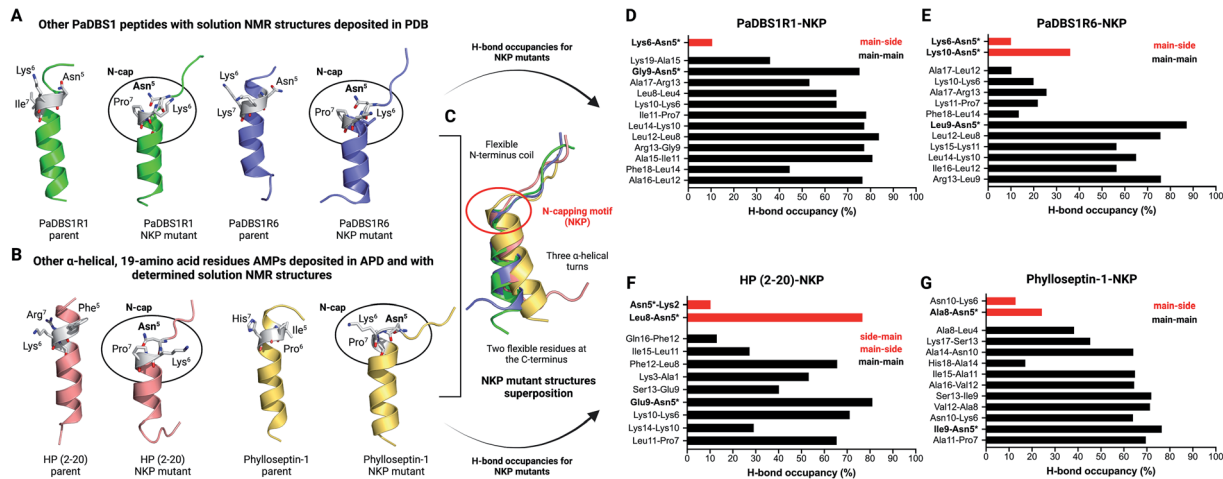 A
Other PaDBS1 peptides with solution NMR structures deposited in PDB
Lys6
Asn5
Ile7
N-cap
Asn5
Pro7
Lys6
Lys6
Asn5
Lys7
N-cap
Asn5
Pro7
Lys6
PaDBS1R1
parent
PaDBS1R1
NKP mutant
PaDBS1R6
parent
PaDBS1R6
NKP mutant
B
Other α-helical, 19-amino acid residues AMPs deposited in APD and with
determined solution NMR structures
Arg7
Phe5
Lys6
N-cap
Asn5
Pro7
Lys6
His7
Ile5
Pro6
N-cap
Lys6
Asn5
Pro7
HP (2-20)
parent
HP (2-20)
NKP mutant
Phylloseptin-1
parent
Phylloseptin-1
NKP mutant
H-bond occupancies for
NKP mutants
C
Flexible
N-terminus coil
N-capping motif
(NKP)
Three α-helical
turns
Two flexible residues at
the C-terminus
NKP mutant structures
superposition
H-bond occupancies for
NKP mutants
D
PaDBS1R1-NKP
Lys6-Asn5*
Lys19-Ala15
Gly9-Asn5*
Ala17-Arg13
Leu8-Leu4
Lys10-Lys6
Ile11-Pro7
Leu14-Lys10
Leu12-Leu8
Arg13-Gly9
Ala15-Ile11
Phe18-Leu14
Ala16-Leu12
main-side
main-main
0 10 20 30 40 50 60 70 80 90 100
H-bond occupancy (%)
E
PaDBS1R6-NKP
Lys6-Asn5*
Lys10-Asn5*
Ala17-Leu12
Lys10-Lys6
Ala17-Arg13
Lys11-Pro7
Phe18-Leu14
Leu9-Asn5*
Leu12-Leu8
Lys15-Lys11
Leu14-Lys10
Ile16-Leu12
Arg13-Leu9
main-side
main-main
0 10 20 30 40 50 60 70 80 90 100
H-bond occupancy (%)
F
HP (2-20)-NKP
Asn5*-Lys2
Leu8-Asn5*
Gln16-Phe12
Ile15-Leu11
Phe12-Leu8
Lys3-Ala1
Ser13-Glu9
Glu9-Asn5*
Lys10-Lys6
Lys14-Lys10
Leu11-Pro7
side-main
main-side
main-main
0 10 20 30 40 50 60 70 80 90 100
H-bond occupancy (%)
G
Phylloseptin-1-NKP
Asn10-Lys6
Ala8-Asn5*
Ala8-Leu4
Lys17-Ser13
Ala14-Asn10
His18-Ala14
Ile15-Ala11
Ala16-Val12
Ser13-Ile9
Val12-Ala8
Asn10-Lys6
Ile9-Asn5*
Ala11-Pro7
main-side
main-main
0 10 20 30 40 50 60 70 80 90 100
H-bond occupancy (%)